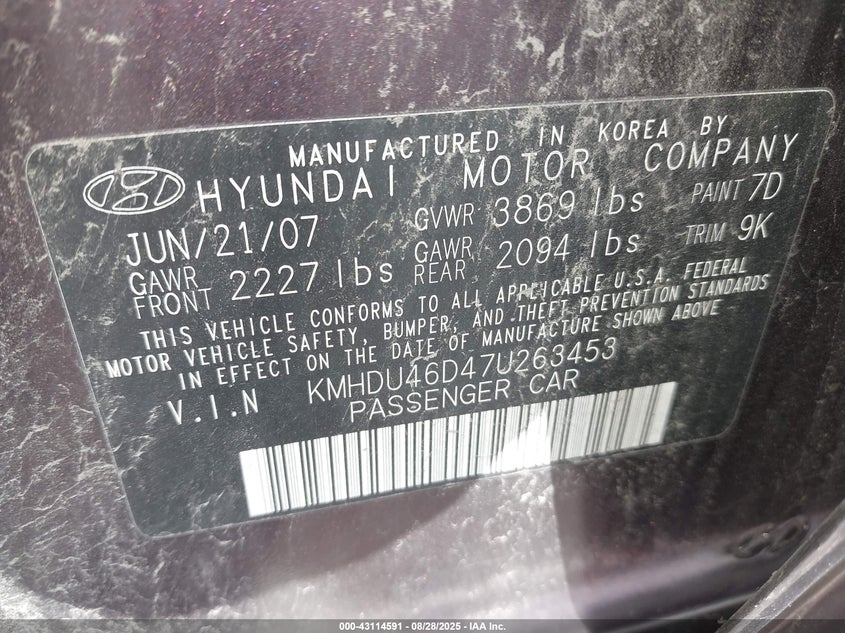 MANUFACTURED IN KOREA BY
HYUNDAI MOTOR COMPANY
JUN/21/07 GVWR 3869 lbs PAINT 7D
GAWR FRONT 2227 lbs GAWR REAR 2094 lbs TRIM 9K
THIS VEHICLE CONFORMS TO ALL APPLICABLE U.S.A. FEDERAL
MOTOR VEHICLE SAFETY, BUMPER, AND THEFT PREVENTION STANDARDS
IN EFFECT ON THE DATE OF MANUFACTURE SHOWN ABOVE
V.I.N KMHDU46D47U263453
PASSENGER CAR
000-43114591 - 08/28/2025 - IAA Inc.